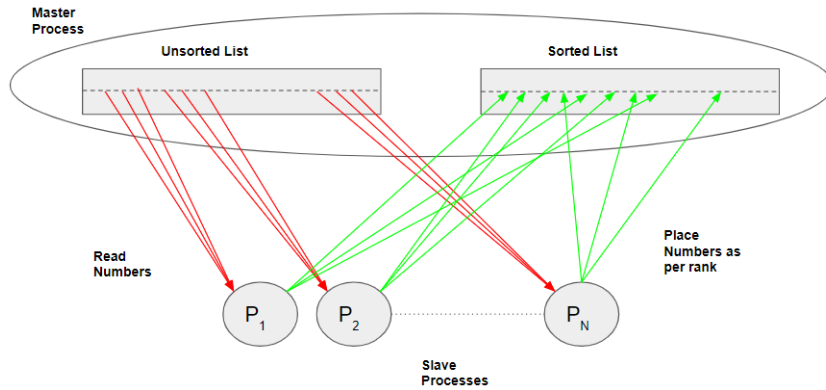 Master
Process
Unsorted List
Sorted List
Read
Numbers
Place
Numbers as
per rank
P1
P2
PN
Slave
Processes